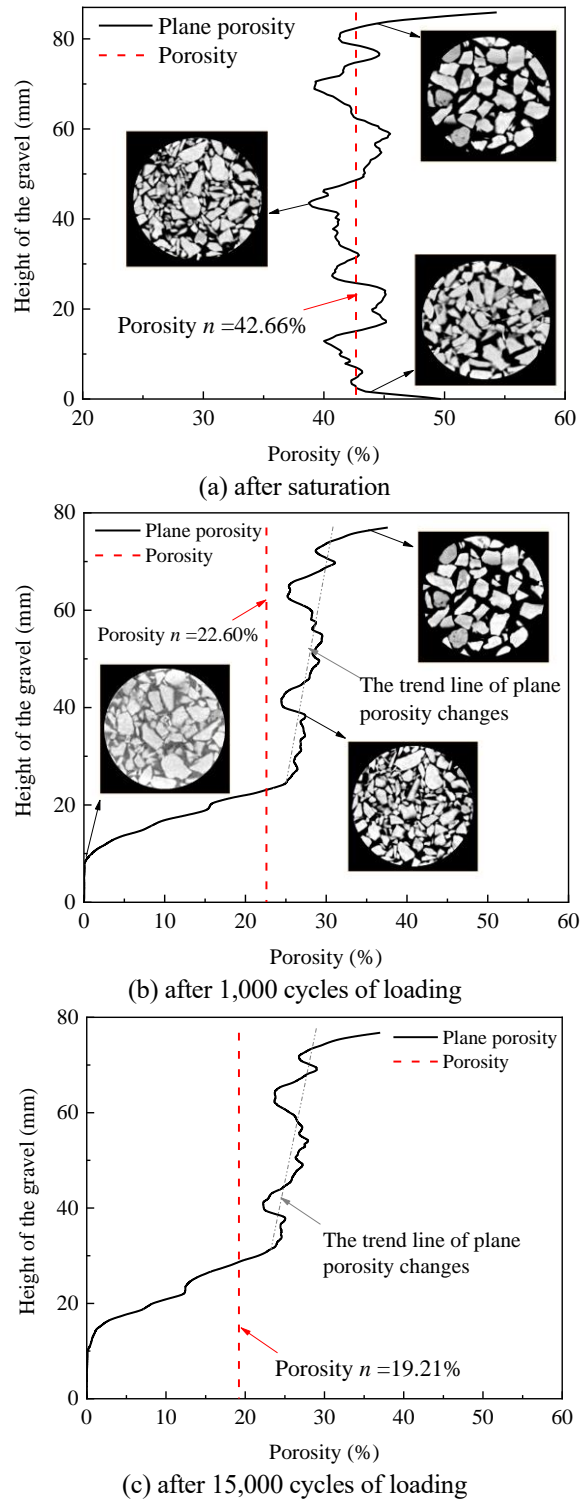 80
60
40
20
0
Height of the gravel (mm)
Plane porosity
Porosity
Porosity n =42.66%
20 30 40 50 60
Porosity (%)
(a) after saturation
80
60
40
20
0
Height of the gravel (mm)
Plane porosity
Porosity
Porosity n =22.60%
The trend line of plane
porosity changes
0 10 20 30 40 50 60
Porosity (%)
(b) after 1,000 cycles of loading
80
60
40
20
0
Height of the gravel (mm)
Plane porosity
Porosity
The trend line of plane
porosity changes
Porosity n =19.21%
0 10 20 30 40 50 60
Porosity (%)
(c) after 15,000 cycles of loading